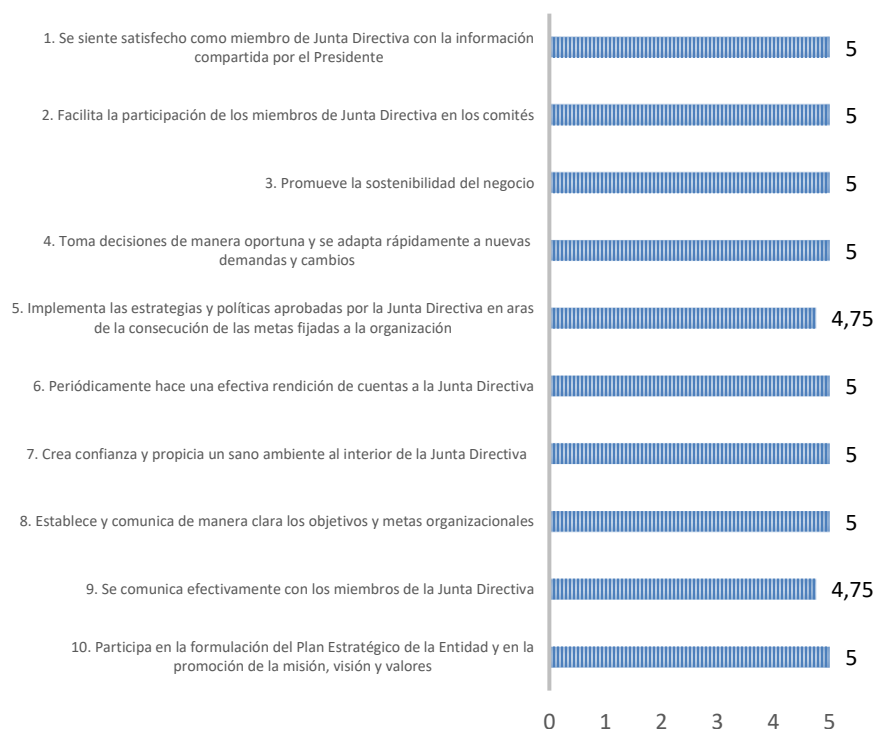 1. Se siente satisfecho como miembro de Junta Directiva con la información
compartida por el Presidente
5
2. Facilita la participación de los miembros de Junta Directiva en los comités
5
3. Promueve la sostenibilidad del negocio
5
4. Toma decisiones de manera oportuna y se adapta rápidamente a nuevas
demandas y cambios
5
5. Implementa las estrategias y políticas aprobadas por la Junta Directiva en aras
de la consecución de las metas fijadas a la organización
4,75
6. Periódicamente hace una efectiva rendición de cuentas a la Junta Directiva
5
7. Crea confianza y propicia un sano ambiente al interior de la Junta Directiva
5
8. Establece y comunica de manera clara los objetivos y metas organizacionales
5
9. Se comunica efectivamente con los miembros de la Junta Directiva
4,75
10. Participa en la formulación del Plan Estratégico de la Entidad y en la
promoción de la misión, visión y valores
5
0 1 2 3 4 5